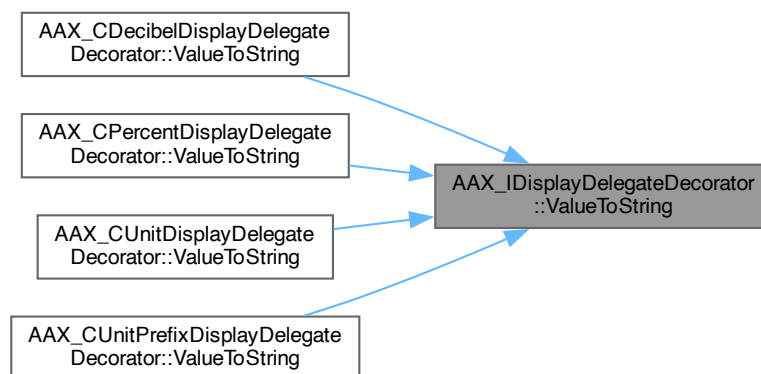 AAX_CDecibelDisplayDelegate
Decorator::ValueToString
AAX_CPercentDisplayDelegate
Decorator::ValueToString
AAX_IDisplayDelegateDecorator
::ValueToString
AAX_CUnitDisplayDelegate
Decorator::ValueToString
AAX_CUnitPrefixDisplayDelegate
Decorator::ValueToString